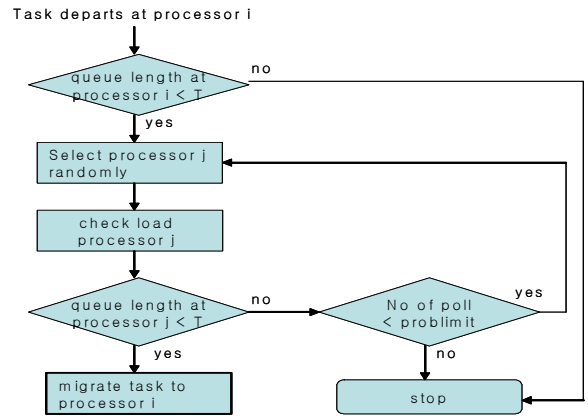 Task departs at processor i
queue length at
processor i < T
no
yes
Select processor j
randomly
check load
processor j
queue length at
processor j < T
no
No of poll
< problimit
yes
yes
no
migrate task to
processor i
stop